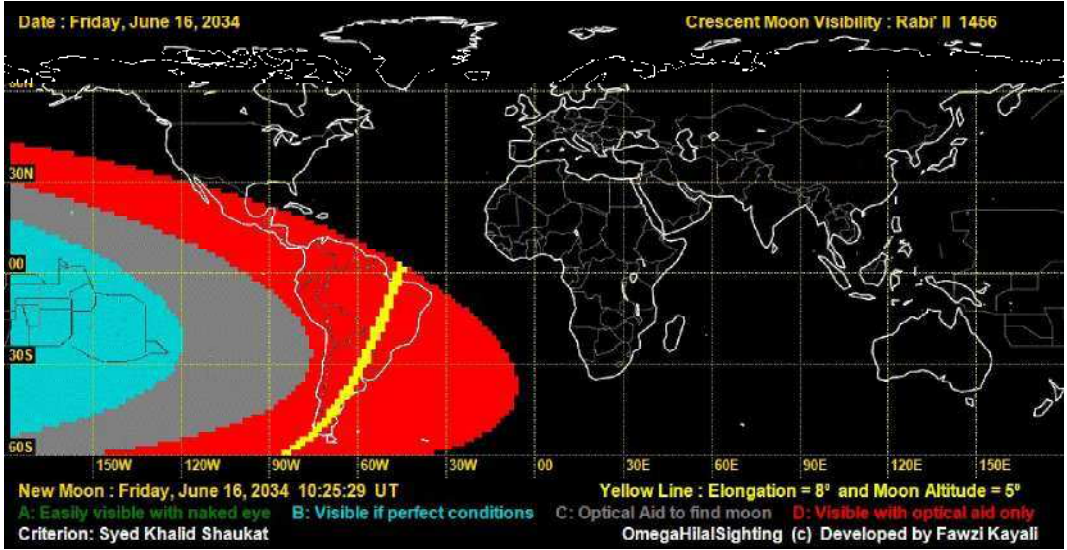 Date : Friday, June 16, 2034 Crescent Moon Visibility : Rabi' II 1456
60N
30N
00
30S
60S
150W 120W 90W 60W 30W 00 30E 60E 90E 120E 150E
New Moon : Friday, June 16, 2034 10:25:29 UT Yellow Line : Elongation = 8° and Moon Altitude = 5°
A: Easily visible with naked eye B: Visible if perfect conditions C: Optical Aid to find moon D: Visible with optical aid only
Criterion: Syed Khalid Shaukat OmegaHilalSighting (c) Developed by Fawzi Kayali